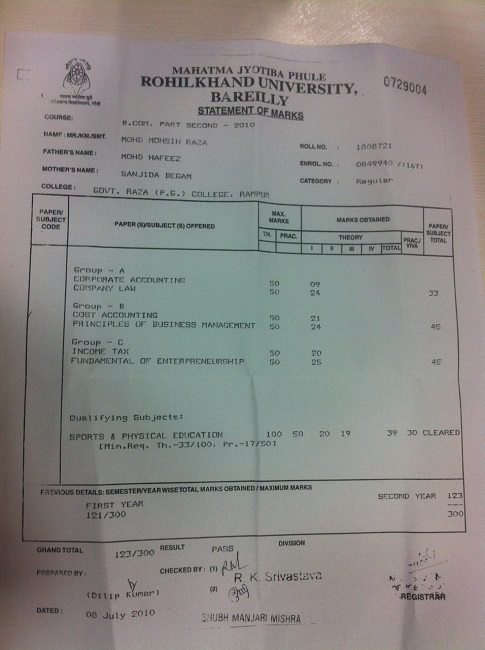 MAHATMA JYOTIBA PHULE
ROHILKHAND UNIVERSITY,
BAREILLY
0729004
STATEMENT OF MARKS
COURSE: B.COM. PART SECOND - 2010
NAME : MR./KM./SMT. MOHD MOHSIN RAZA ROLL NO. : 1808721
FATHER'S NAME : MOHD HAFEEZ ENROL. NO. : 0849940 /(167)
MOTHER'S NAME : SANJIDA BEGAM CATEGORY : Regular
COLLEGE : GOVT. RAZA (P.G.) COLLEGE, RAMPUR
PAPER/ SUBJECT CODE PAPER (S)/SUBJECT (S) OFFERED MAX. MARKS MARKS OBTAINED PAPER/ SUBJECT TOTAL
TH. PRAC. THEORY PRAC./ VIVA
I II III IV TOTAL
Group - A
CORPORATE ACCOUNTING 50 09
COMPANY LAW 50 24 33
Group - B
COST ACCOUNTING 50 21
PRINCIPLES OF BUSINESS MANAGEMENT 50 24 45
Group - C
INCOME TAX 50 20
FUNDAMENTAL OF ENTERPRENEURSHIP 50 25 45
Qualifying Subjects:
SPORTS & PHYSICAL EDUCATION 100 50 20 19 39 30 CLEARED
[Min.Req. Th.-33/100, Pr.-17/50]
PREVIOUS DETAILS: SEMESTER/YEAR WISE TOTAL MARKS OBTAINED / MAXIMUM MARKS
FIRST YEAR SECOND YEAR 123
121/300 300
GRAND TOTAL 123/300 RESULT PASS DIVISION
PREPARED BY : CHECKED BY : (1) R. K. Srivastava
(Dilip Kumar) (2)
REGISTRAR
DATED : 08 July 2010 SHUBH MANJARI MISHRA